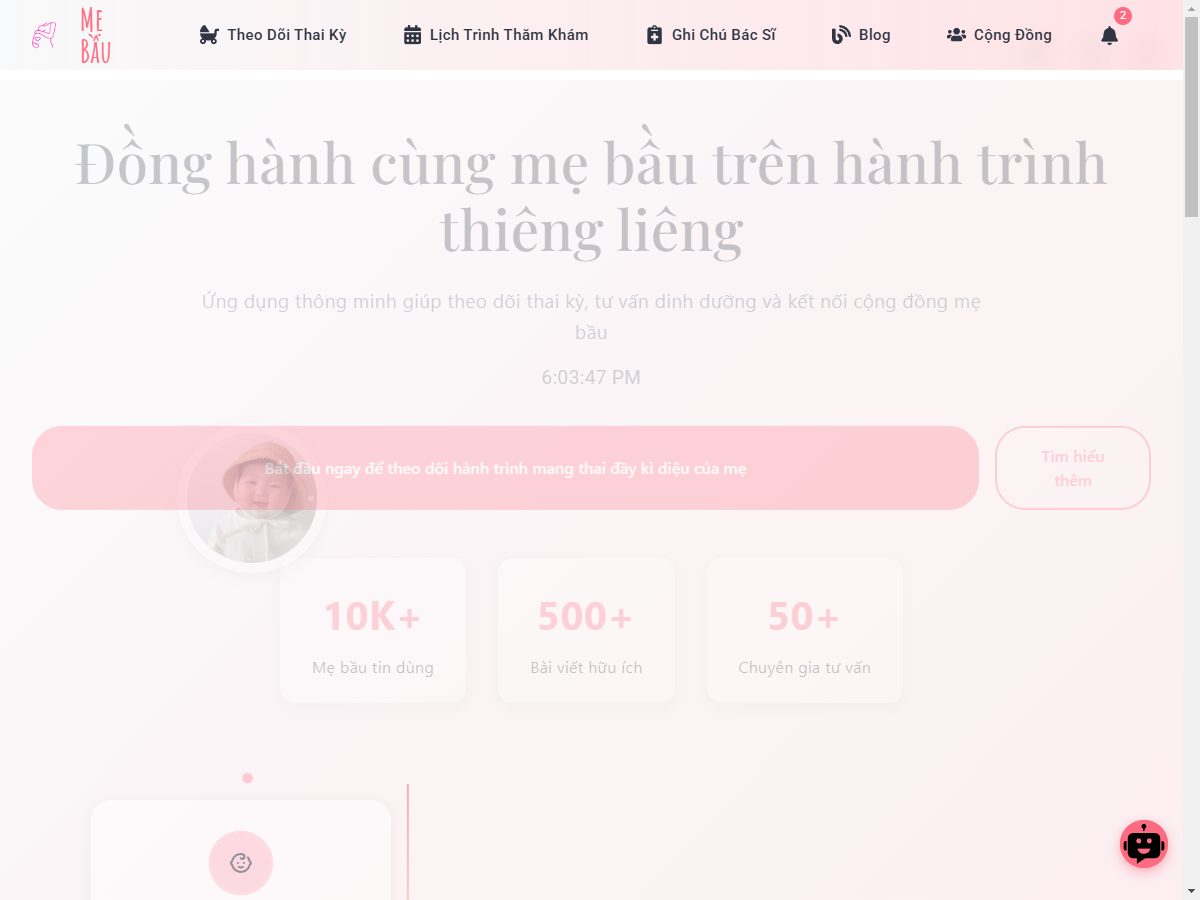 Mẹ
Bầu
Theo Dõi Thai Kỳ
Lịch Trình Thăm Khám
Ghi Chú Bác Sĩ
Blog
Cộng Đồng
2
Đồng hành cùng mẹ bầu trên hành trình
thiêng liêng
Ứng dụng thông minh giúp theo dõi thai kỳ, tư vấn dinh dưỡng và kết nối cộng đồng mẹ
bầu
6:03:47 PM
Bắt đầu ngay để theo dõi hành trình mang thai đầy kì diệu của mẹ
Tìm hiểu
thêm
10K+
Mẹ bầu tin dùng
500+
Bài viết hữu ích
50+
Chuyên gia tư vấn